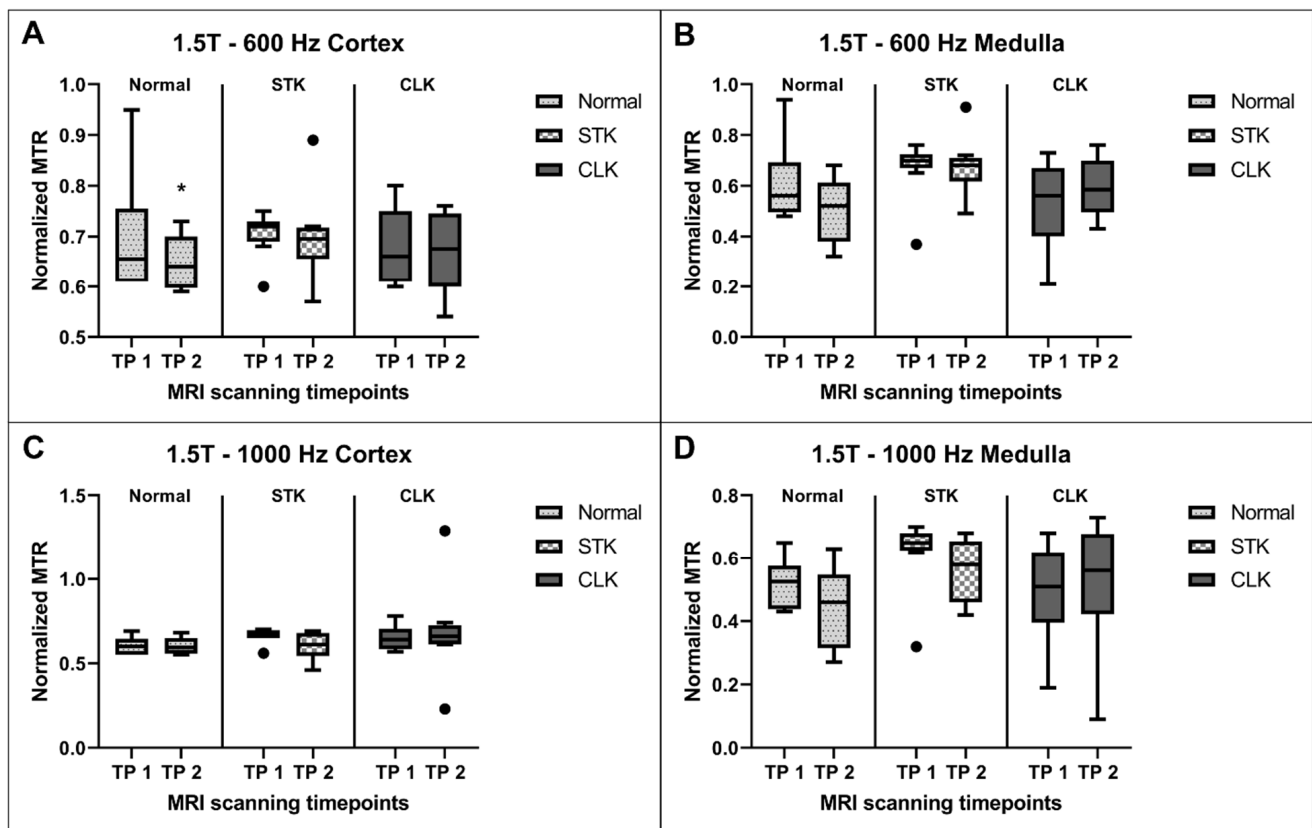 A
1.5T - 600 Hz Cortex
Normal STK CLK
Normalized MTR
1.0
0.9
0.8
0.7
0.6
0.5
*
TP 1 TP 2 TP 1 TP 2 TP 1 TP 2
MRI scanning timepoints
Normal
STK
CLK
B
1.5T - 600 Hz Medulla
Normal STK CLK
Normalized MTR
1.0
0.8
0.6
0.4
0.2
0.0
TP 1 TP 2 TP 1 TP 2 TP 1 TP 2
MRI scanning timepoints
Normal
STK
CLK
C
1.5T - 1000 Hz Cortex
Normal STK CLK
Normalized MTR
1.5
1.0
0.5
0.0
TP 1 TP 2 TP 1 TP 2 TP 1 TP 2
MRI scanning timepoints
Normal
STK
CLK
D
1.5T - 1000 Hz Medulla
Normal STK CLK
Normalized MTR
0.8
0.6
0.4
0.2
0.0
TP 1 TP 2 TP 1 TP 2 TP 1 TP 2
MRI scanning timepoints
Normal
STK
CLK